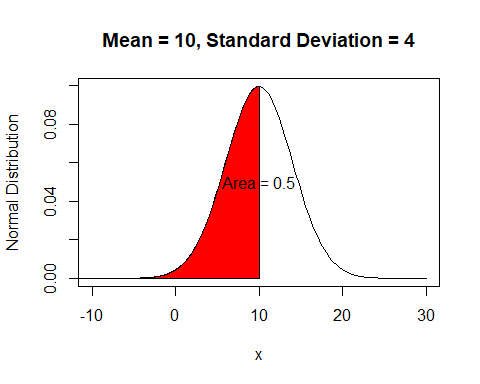 Mean = 10, Standard Deviation = 4
Normal Distribution
0.08
0.04
0.00
Area = 0.5
-10 0 10 20 30
x